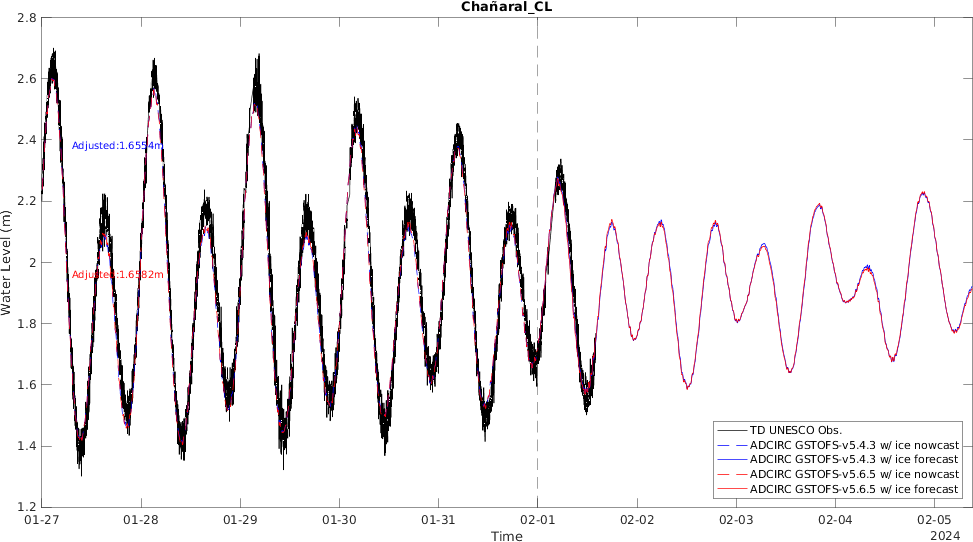 Chañaral_CL
Water Level (m)
2.8
2.6
2.4
2.2
2
1.8
1.6
1.4
1.2
Adjusted:1.6554m
Adjusted:1.6582m
TD UNESCO Obs.
ADCIRC GSTOFS-v5.4.3 w/ ice nowcast
ADCIRC GSTOFS-v5.4.3 w/ ice forecast
ADCIRC GSTOFS-v5.6.5 w/ ice nowcast
ADCIRC GSTOFS-v5.6.5 w/ ice forecast
01-27 01-28 01-29 01-30 01-31 02-01 02-02 02-03 02-04 02-05
Time
2024